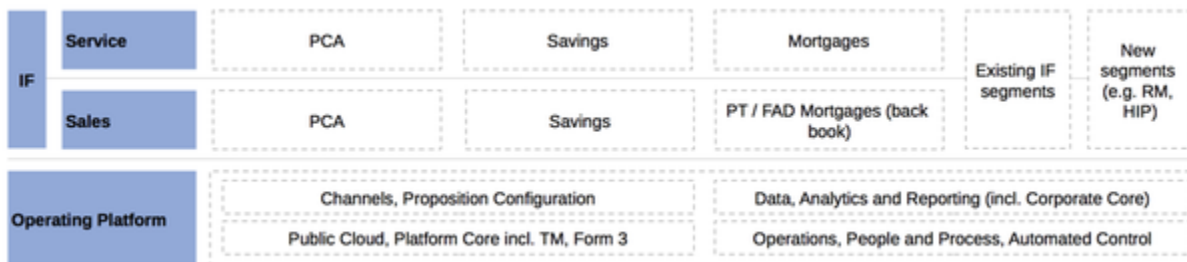 IF
Service
PCA
Savings
Mortgages
Existing IF
segments
New
segments
(e.g. RM,
HIP)
Sales
PCA
Savings
PT / FAD Mortgages (back
book)
Operating Platform
Channels, Proposition Configuration
Data, Analytics and Reporting (incl. Corporate Core)
Public Cloud, Platform Core incl. TM, Form 3
Operations, People and Process, Automated Control